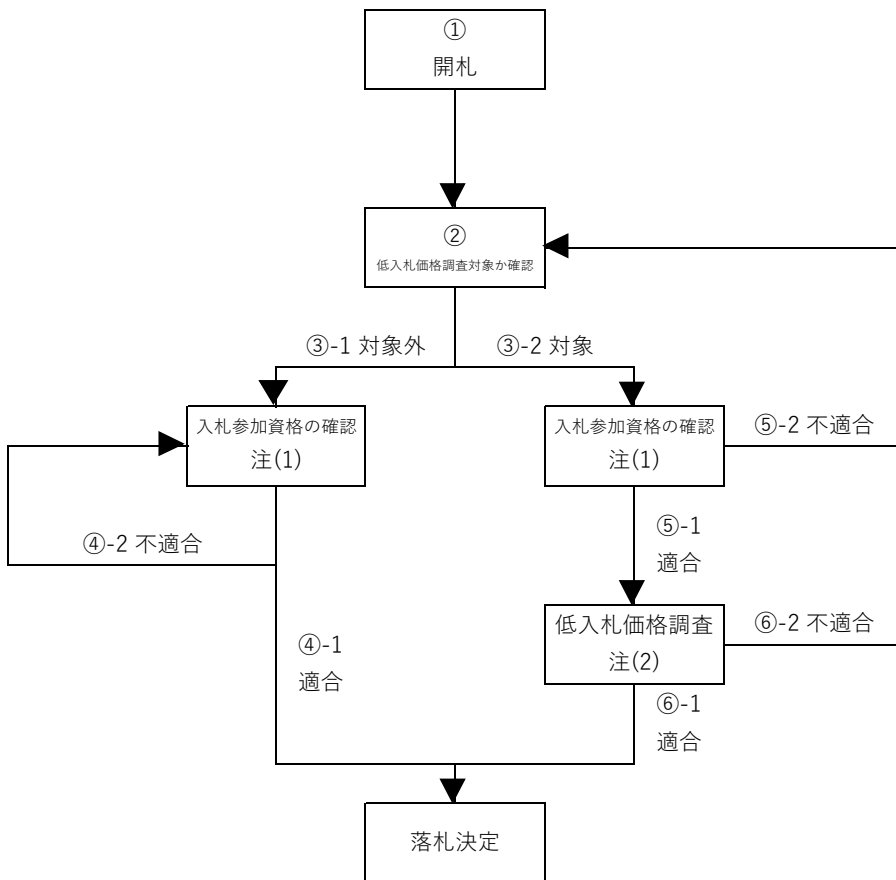 ①
開札
②
低入札価格調査対象か確認
③-1 対象外
③-2 対象
入札参加資格の確認
注(1)
入札参加資格の確認
注(1)
⑤-2 不適合
④-2 不適合
⑤-1
適合
低入札価格調査
注(2)
⑥-2 不適合
④-1
適合
⑥-1
適合
落札決定